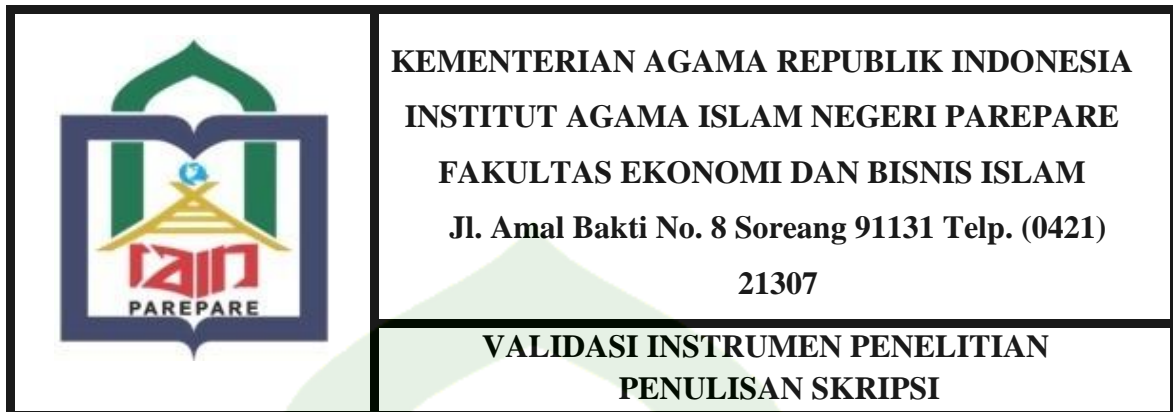 iain
PAREPARE
KEMENTERIAN AGAMA REPUBLIK INDONESIA
INSTITUT AGAMA ISLAM NEGERI PAREPARE
FAKULTAS EKONOMI DAN BISNIS ISLAM
Jl. Amal Bakti No. 8 Soreang 91131 Telp. (0421)
21307
VALIDASI INSTRUMEN PENELITIAN
PENULISAN SKRIPSI